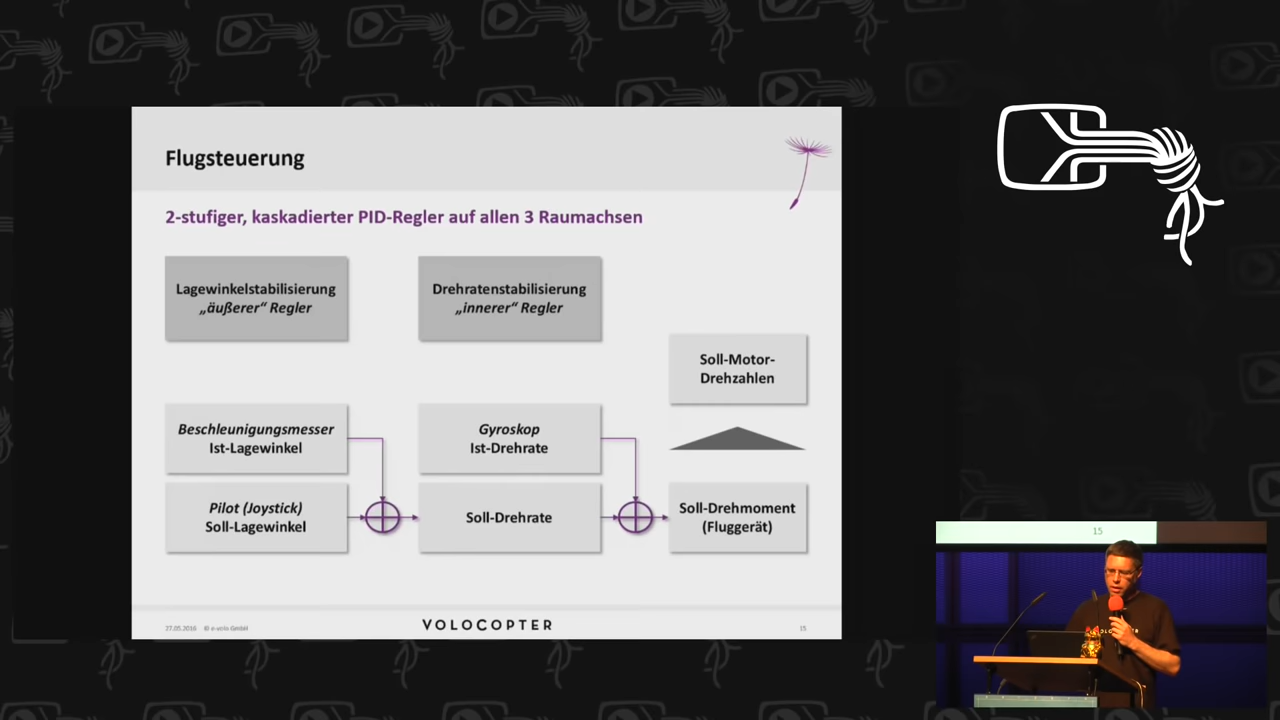 Flugsteuerung
2-stufiger, kaskadierter PID-Regler auf allen 3 Raumachsen
Lagewinkelstabilisierung
„äußerer“ Regler
Drehratenstabilisierung
„innerer“ Regler
Soll-Motor-
Drehzahlen
Beschleunigungsmesser
Ist-Lagewinkel
Gyroskop
Ist-Drehrate
Pilot (Joystick)
Soll-Lagewinkel
Soll-Drehrate
Soll-Drehmoment
(Fluggerät)
27.05.2016 © e-volo GmbH
VOLOCOPTER
15
15